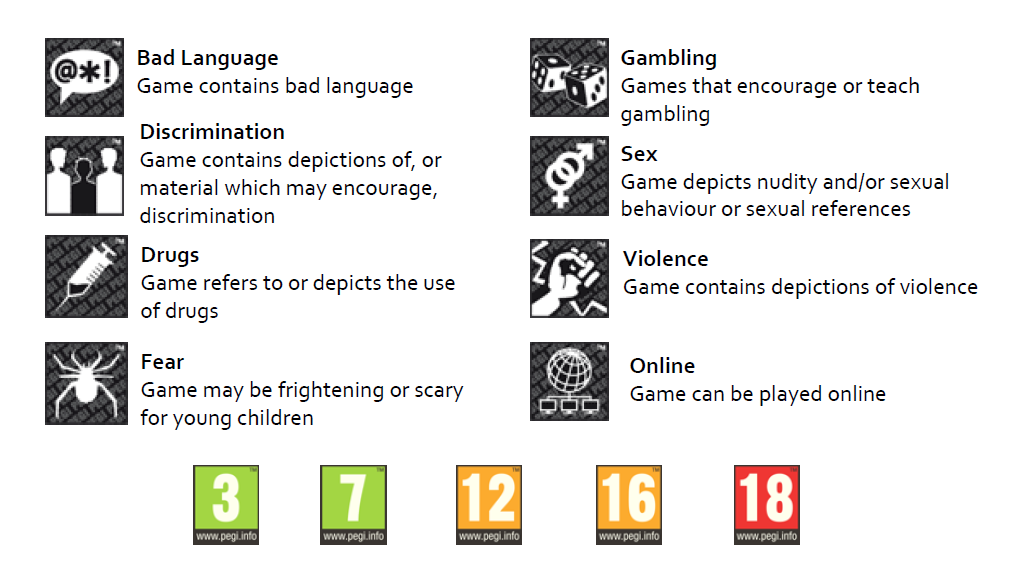 @*!
Bad Language
Game contains bad language
Discrimination
Game contains depictions of, or
material which may encourage,
discrimination
Drugs
Game refers to or depicts the use
of drugs
Fear
Game may be frightening or scary
for young children
Gambling
Games that encourage or teach
gambling
Sex
Game depicts nudity and/or sexual
behaviour or sexual references
Violence
Game contains depictions of violence
Online
Game can be played online
3
www.pegi.info
7
www.pegi.info
12
www.pegi.info
16
www.pegi.info
18
www.pegi.info